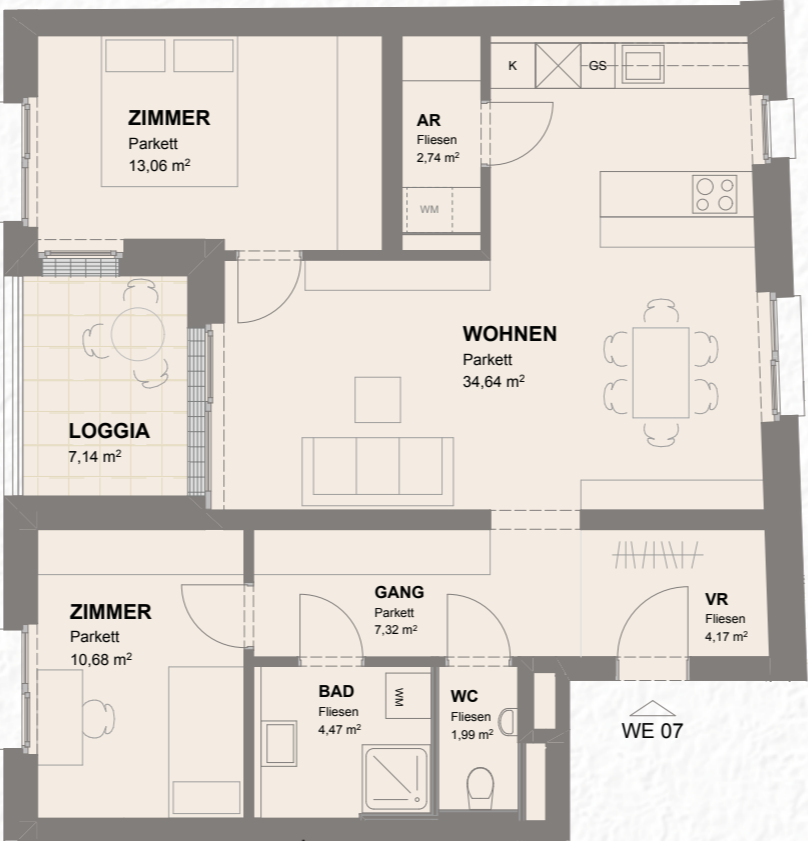 K
GS
ZIMMER
Parkett
13,06 m²
AR
Fliesen
2,74 m²
WM
WOHNEN
Parkett
34,64 m²
LOGGIA
7,14 m²
ZIMMER
Parkett
10,68 m²
GANG
Parkett
7,32 m²
VR
Fliesen
4,17 m²
BAD
Fliesen
4,47 m²
WM
WC
Fliesen
1,99 m²
WE 07